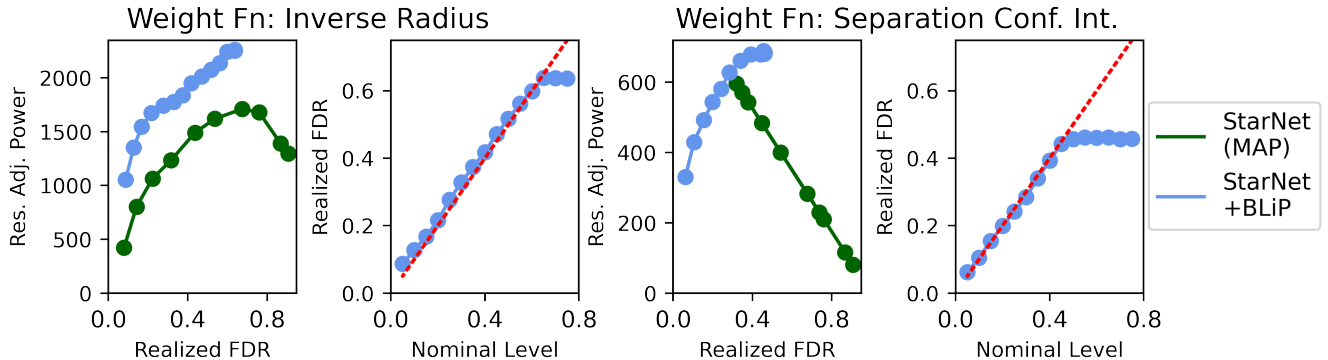 Weight Fn: Inverse Radius
Weight Fn: Separation Conf. Int.
Res. Adj. Power
2000
1500
1000
500
0
0.0 0.4 0.8
Realized FDR
Realized FDR
0.6
0.4
0.2
0.0
0.0 0.4 0.8
Nominal Level
Res. Adj. Power
600
400
200
0
0.0 0.4 0.8
Realized FDR
Realized FDR
0.6
0.4
0.2
0.0
0.0 0.4 0.8
Nominal Level
StarNet
(MAP)
StarNet
+BLiP